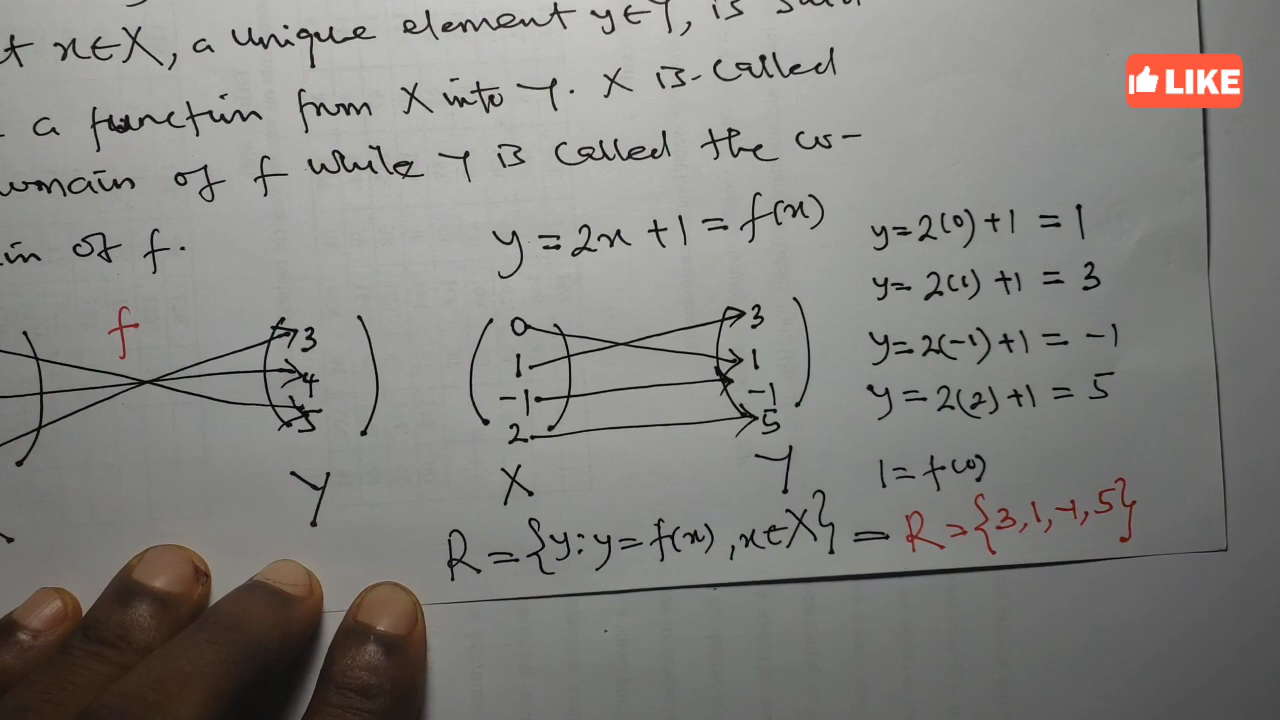 x∈X, a unique element y∈Y, is said
a function from X into Y. X is called
omain of f while Y is called the co-
in of f.
LIKE
y = 2x + 1 = f(x)
y = 2(0) + 1 = 1
y = 2(1) + 1 = 3
y = 2(-1) + 1 = -1
y = 2(2) + 1 = 5
f
3
4
5
Y
0
1
-1
2
X
3
1
-1
5
Y
1 = f(0)
R = {y : y = f(x), x∈X} = R = {3, 1, -1, 5}